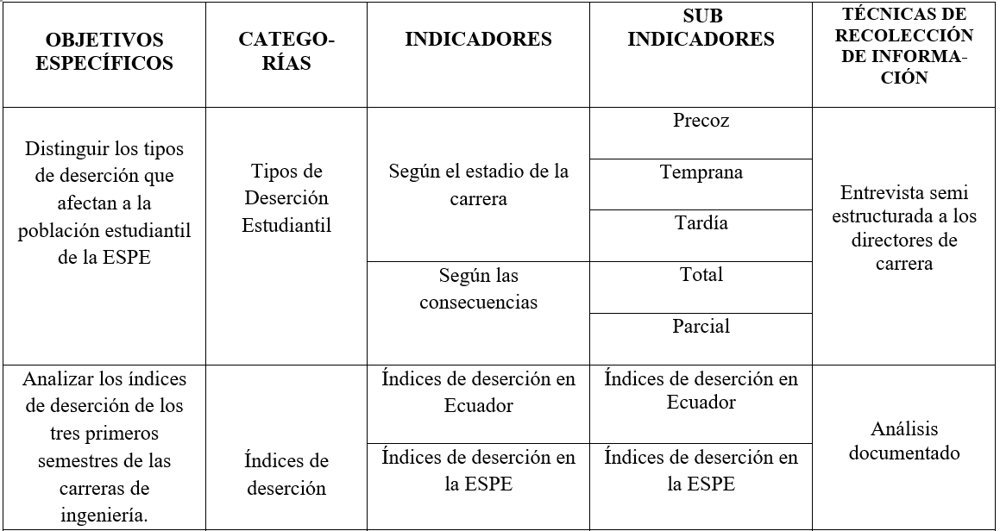 OBJETIVOS
ESPECÍFICOS
CATEGO-
RÍAS
INDICADORES
SUB
INDICADORES
TÉCNICAS DE
RECOLECCIÓN
DE INFORMA-
CIÓN
Distinguir los tipos
de deserción que
afectan a la
población estudiantil
de la ESPE
Tipos de
Deserción
Estudiantil
Según el estadio de la
carrera
Precoz
Temprana
Tardía
Según las
consecuencias
Total
Parcial
Entrevista semi
estructurada a los
directores de
carrera
Analizar los índices
de deserción de los
tres primeros
semestres de las
carreras de
ingeniería.
Índices de
deserción
Índices de deserción en
Ecuador
Índices de deserción en
Ecuador
Índices de deserción en
la ESPE
Índices de deserción en
la ESPE
Análisis
documentado